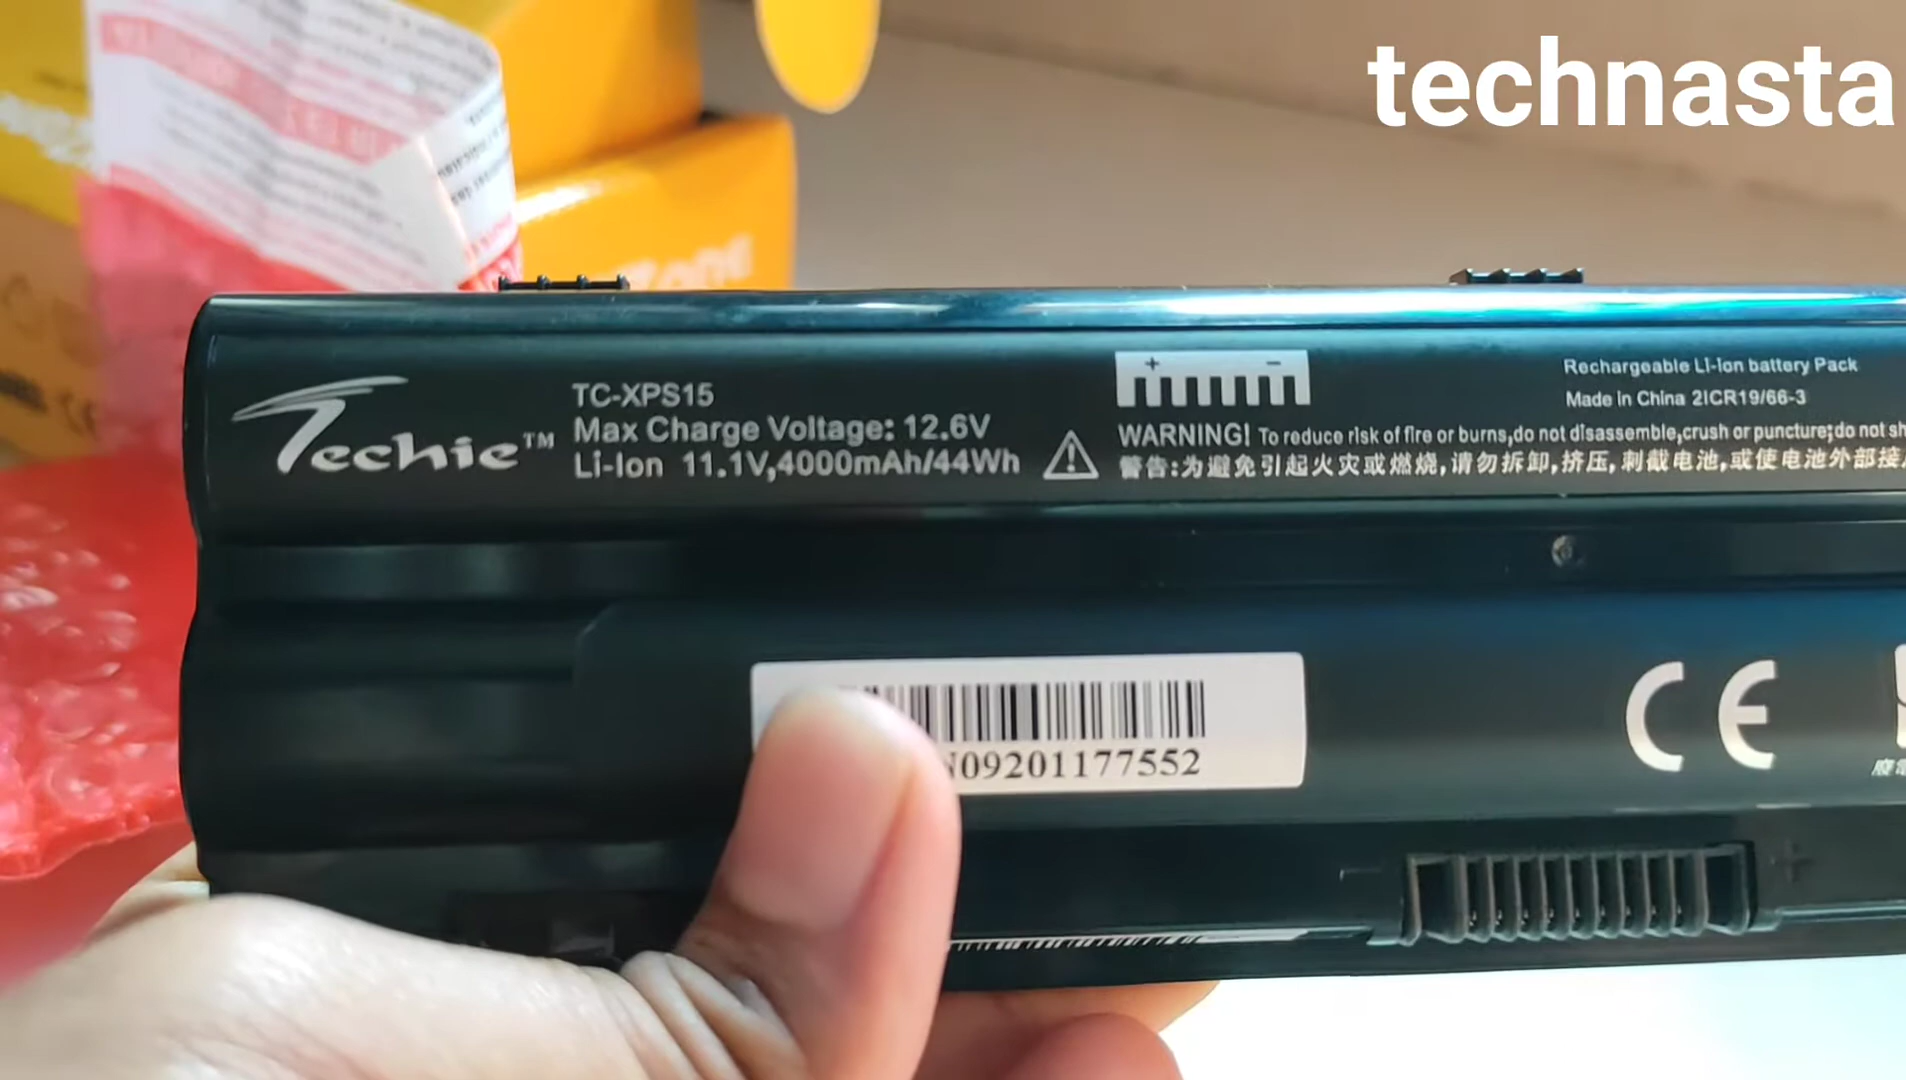 technasta
Techie™
TC-XPS15
Max Charge Voltage: 12.6V
Li-Ion 11.1V,4000mAh/44Wh
+ −
Rechargeable Li-ion battery Pack
Made in China 2ICR19/66-3
WARNING! To reduce risk of fire or burns,do not disassemble,crush or puncture;do not sh
警告:为避免引起火灾或燃烧,请勿拆卸,挤压,刺戳电池,或使电池外部接
N09201177552
CE
− +